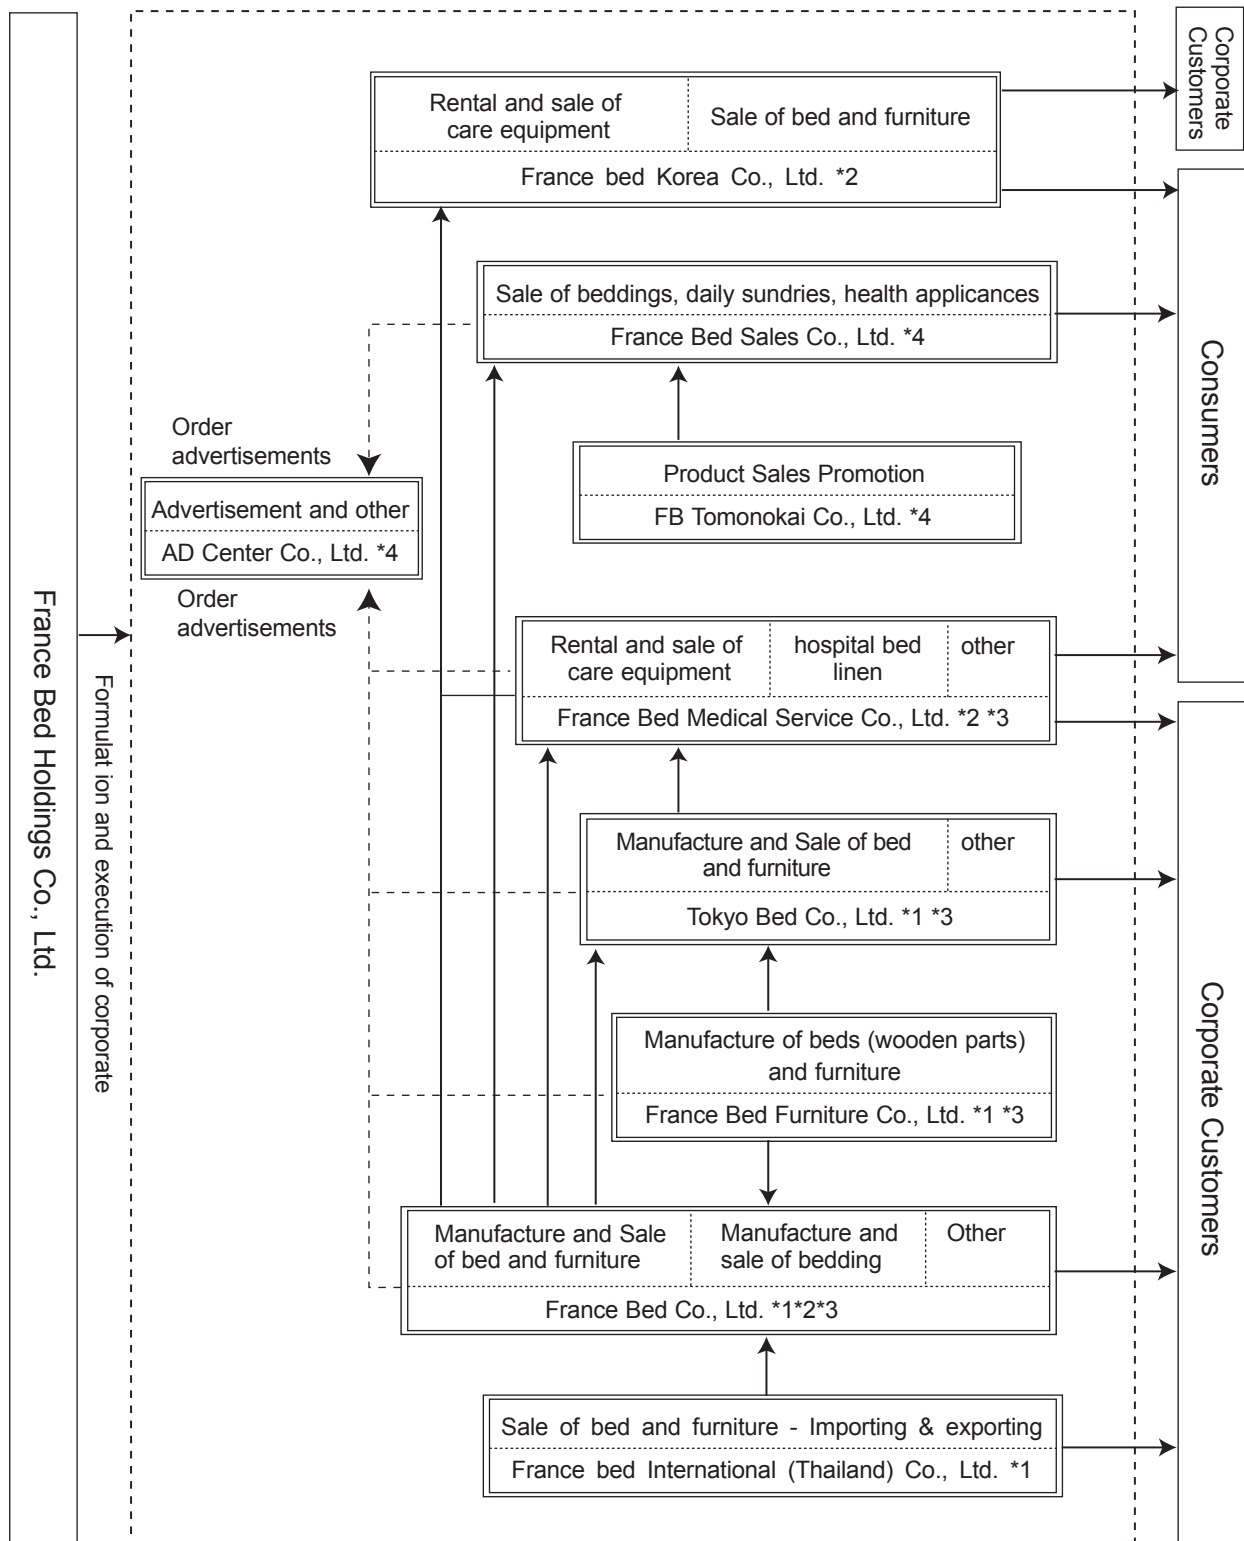 Corporate
Customers
Rental and sale of
care equipment
Sale of bed and furniture
France bed Korea Co., Ltd. *2
Sale of beddings, daily sundries, health applicances
France Bed Sales Co., Ltd. *4
Consumers
Order
advertisements
Product Sales Promotion
FB Tomonokai Co., Ltd. *4
Advertisement and other
AD Center Co., Ltd. *4
Order
advertisements
France Bed Holdings Co., Ltd.
Formulat ion and execution of corporate
Rental and sale of
care equipment
hospital bed
linen
other
France Bed Medical Service Co., Ltd. *2 *3
Manufacture and Sale of bed
and furniture
other
Tokyo Bed Co., Ltd. *1 *3
Corporate Customers
Manufacture of beds (wooden parts)
and furniture
France Bed Furniture Co., Ltd. *1 *3
Manufacture and Sale
of bed and furniture
Manufacture and
sale of bedding
Other
France Bed Co., Ltd. *1*2*3
Sale of bed and furniture - Importing & exporting
France bed International (Thailand) Co., Ltd. *1